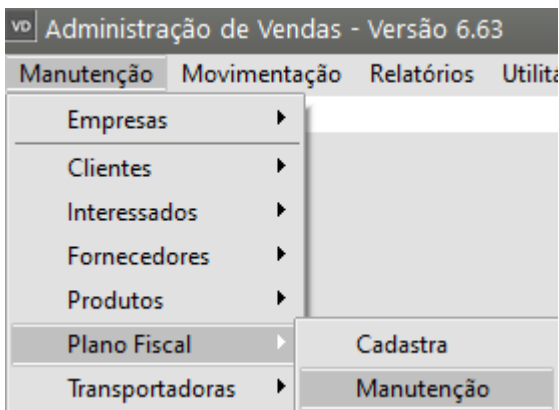 VD Administração de Vendas - Versão 6.63
Manutenção Movimentação Relatórios
Empresas
Clientes
Interessados
Fornecedores
Produtos
Plano Fiscal Cadastra
Transportadoras Manutenção